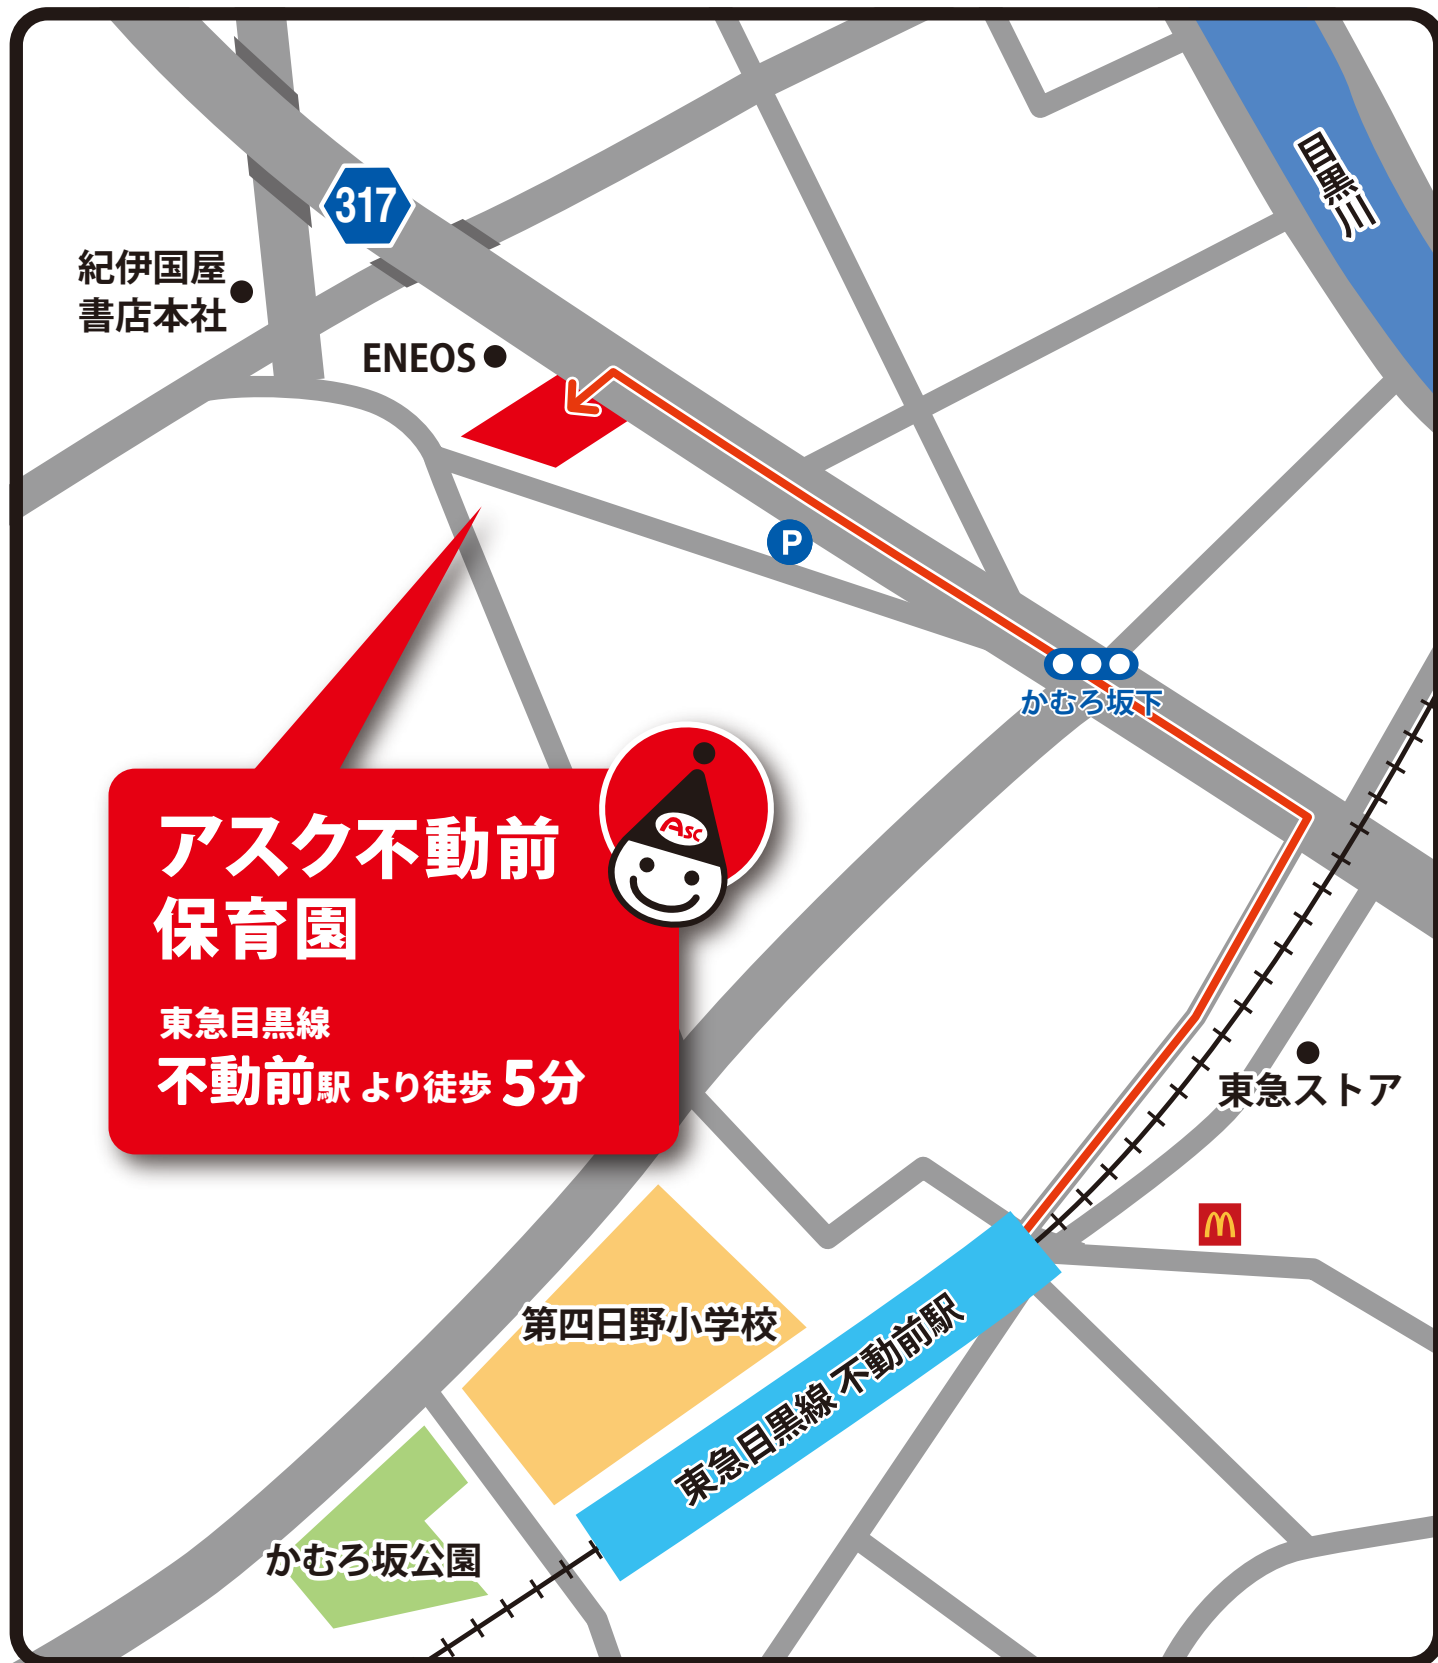 目黒川
317
紀伊国屋
書店本社
ENEOS
P
かむろ坂下
アスク不動前
保育園
東急目黒線
不動前駅 より徒歩 5分
ASC
東急ストア
第四日野小学校
東急目黒線 不動前駅
かむろ坂公園